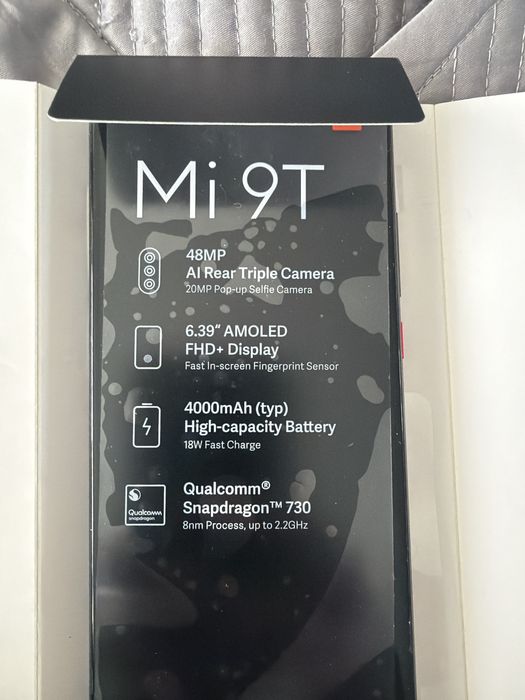 Mi 9T
48MP
AI Rear Triple Camera
20MP Pop-up Selfie Camera
6.39“ AMOLED
FHD+ Display
Fast In-screen Fingerprint Sensor
4000mAh (typ)
High-capacity Battery
18W Fast Charge
Qualcomm
snapdragon
Qualcomm®
Snapdragon™ 730
8nm Process, up to 2.2GHz